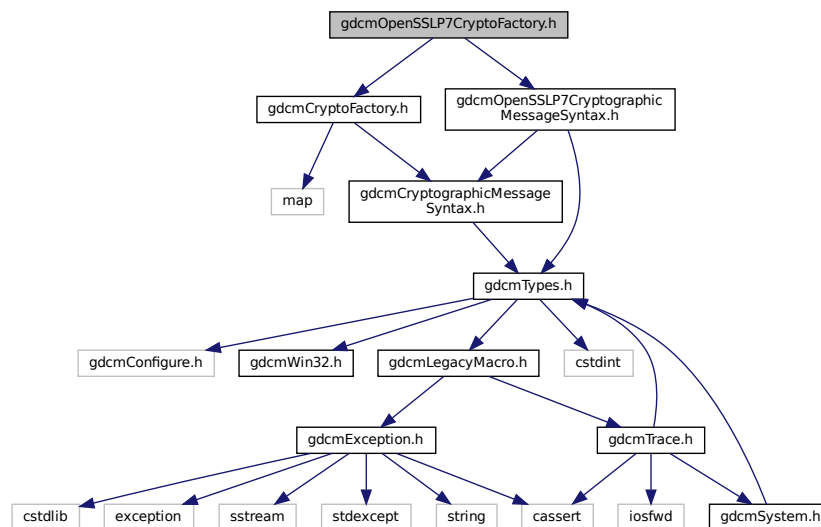 gdcmOpenSSLP7CryptoFactory.h
gdcmCryptoFactory.h
gdcmOpenSSLP7Cryptographic
MessageSyntax.h
map
gdcmCryptographicMessage
Syntax.h
gdcmTypes.h
gdcmConfigure.h
gdcmWin32.h
gdcmLegacyMacro.h
cstdint
gdcmException.h
gdcmTrace.h
cstdlib
exception
sstream
stdexcept
string
cassert
iosfwd
gdcmSystem.h